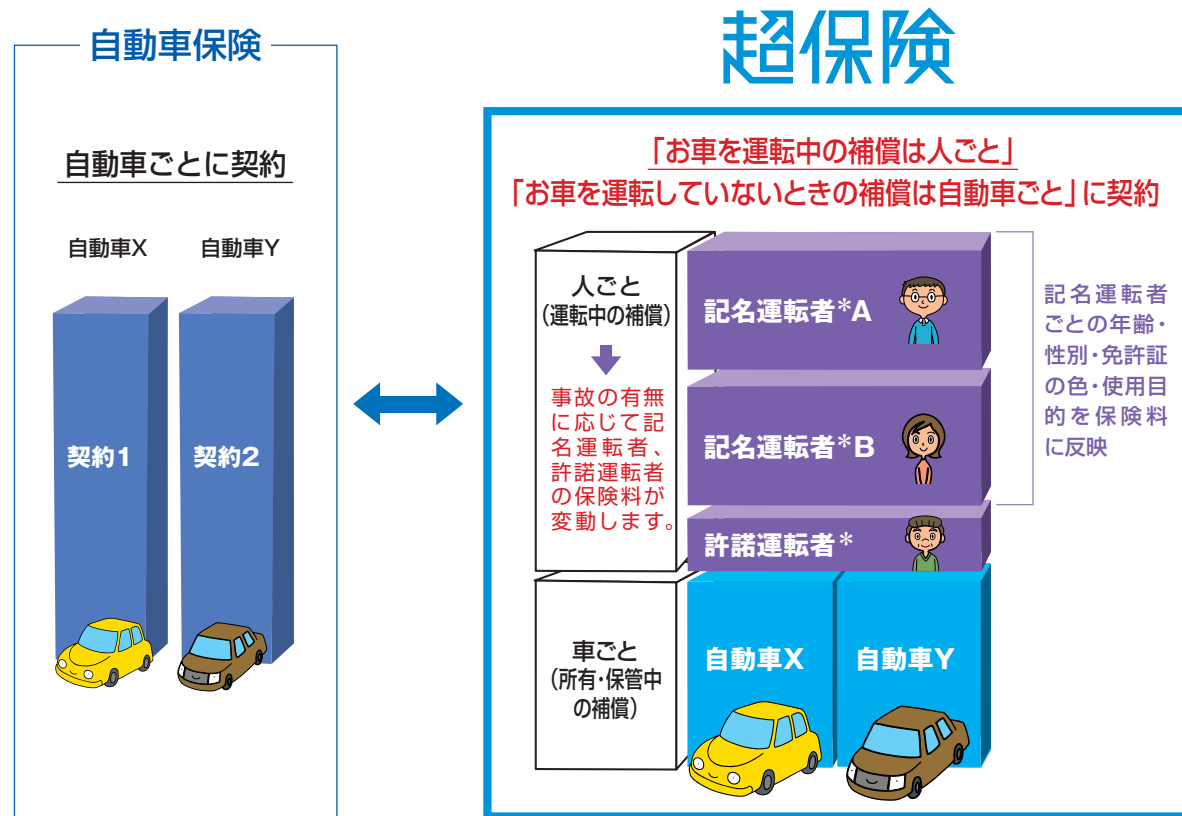 自動車保険
自動車ごとに契約
自動車X
自動車Y
契約1
契約2
超保険
「お車を運転中の補償は人ごと」
「お車を運転していないときの補償は自動車ごと」に契約
人ごと
(運転中の補償)
事故の有無
に応じて記
名運転者、
許諾運転者
の保険料が
変動します。
記名運転者*A
記名運転者*B
許諾運転者*
記名運転者
ごとの年齢・
性別・免許証
の色・使用目
的を保険料
に反映
車ごと
(所有・保管中
の補償)
自動車X
自動車Y